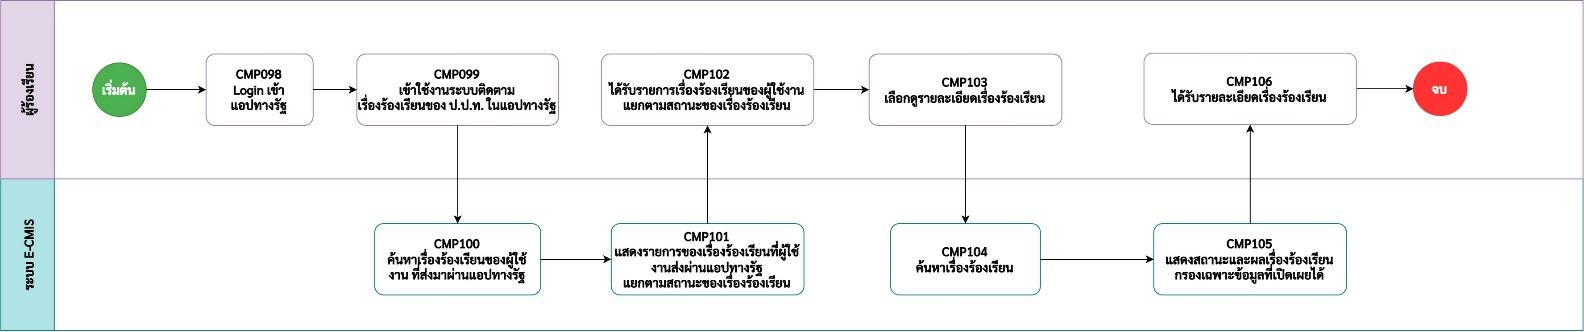 ผู้ร้องเรียน
เริ่มต้น
CMP098
Login เข้า
แอปทางรัฐ
CMP099
เข้าใช้งานระบบติดตาม
เรื่องร้องเรียนของ ป.ป.ท. ในแอปทางรัฐ
CMP102
ได้รับรายการเรื่องร้องเรียนของผู้ใช้งาน
แยกตามสถานะของเรื่องร้องเรียน
CMP103
เลือกดูรายละเอียดเรื่องร้องเรียน
CMP106
ได้รับรายละเอียดเรื่องร้องเรียน
จบ
ระบบ E-CMIS
CMP100
ค้นหาเรื่องร้องเรียนของผู้ใช้
งาน ที่ส่งมาผ่านแอปทางรัฐ
CMP101
แสดงรายการของเรื่องร้องเรียนที่ผู้ใช้
งานส่งผ่านแอปทางรัฐ
แยกตามสถานะของเรื่องร้องเรียน
CMP104
ค้นหาเรื่องร้องเรียน
CMP105
แสดงสถานะและผลเรื่องร้องเรียน
กรองเฉพาะข้อมูลที่เปิดเผยได้